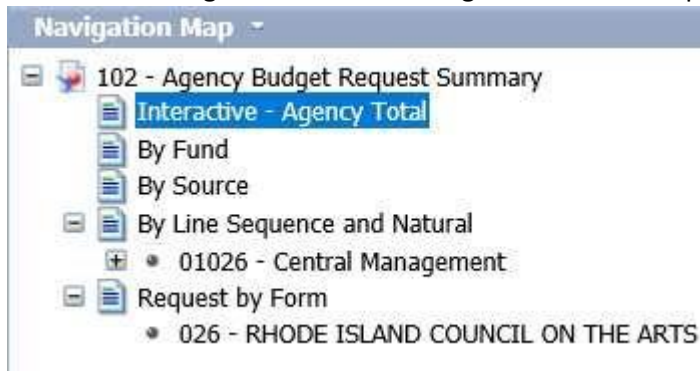 Navigation Map
102 - Agency Budget Request Summary
Interactive - Agency Total
By Fund
By Source
By Line Sequence and Natural
01026 - Central Management
Request by Form
026 - RHODE ISLAND COUNCIL ON THE ARTS